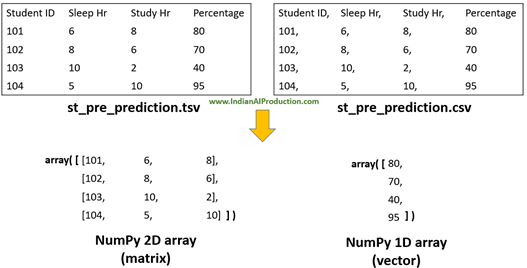 Student ID Sleep Hr Study Hr Percentage
101 6 8 80
102 8 6 70
103 10 2 40
104 5 10 95
st_pre_prediction.tsv
Student ID, Sleep Hr, Study Hr, Percentage
101, 6, 8, 80
102, 8, 6, 70
103, 10, 2, 40
104, 5, 10, 95
st_pre_prediction.csv
www.IndianAIProduction.com
array( [ [101, 6, 8],
[102, 8, 6],
[103, 10, 2],
[104, 5, 10] ] )
NumPy 2D array
(matrix)
array( [ 80,
70,
40,
95 ] )
NumPy 1D array
(vector)